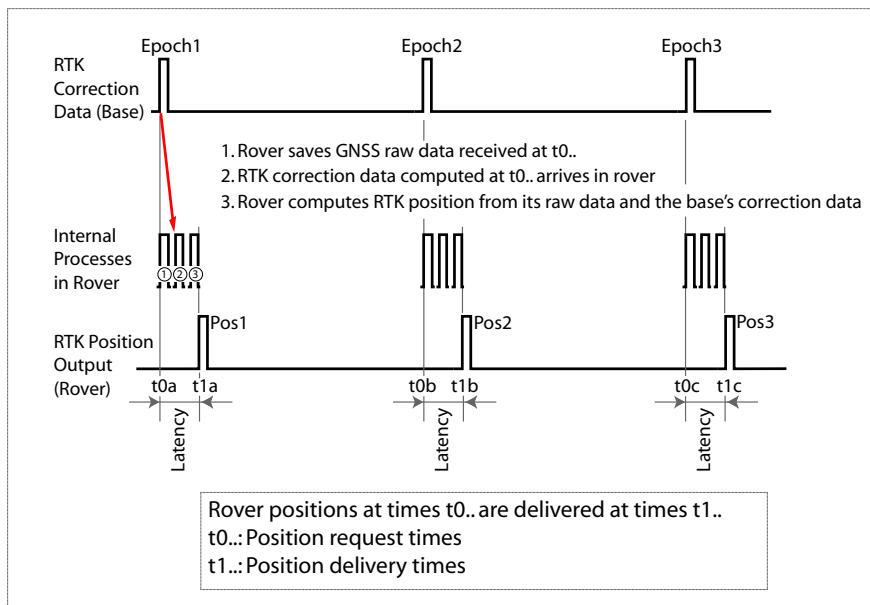 Epoch1 Epoch2 Epoch3
RTK
Correction
Data (Base)
1. Rover saves GNSS raw data received at t0..
2. RTK correction data computed at t0.. arrives in rover
3. Rover computes RTK position from its raw data and the base's correction data
Internal
Processes
in Rover
1 2 3
Pos1 Pos2 Pos3
RTK Position
Output
(Rover)
t0a t1a t0b t1b t0c t1c
Latency Latency Latency
Rover positions at times t0.. are delivered at times t1..
t0..: Position request times
t1..: Position delivery times